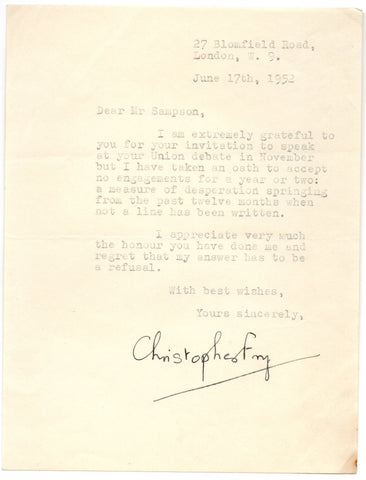 27 Blomfield Road,
London, W. 9.
June 17th, 1952
Dear Mr Sampson,
I am extremely grateful to
you for your invitation to speak
at your Union debate in November
but I have taken an oath to accept
no engagements for a year or two:
a measure of desperation springing
from the past twelve months when
not a line has been written.
I appreciate very much
the honour you have done me and
regret that my answer has to be
a refusal.
With best wishes,
Yours sincerely,
Christopher Fry